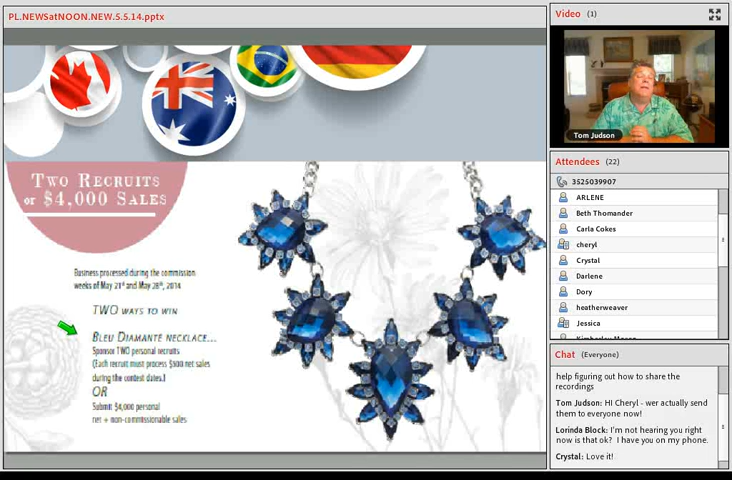 PL.NEWSatNOON.NEW.5.5.14.pptx
TWO RECRUITS
or $4,000 SALES
Business processed during the commission
weeks of May 21st and May 28th, 2014
TWO WAYS TO WIN
BLEU DIAMANTE NECKLACE...
Sponsor TWO personal recruits
(Each recruit must process $500 net sales
during the contest dates.)
OR
Submit $4,000 personal
net + non-commissionable sales
Video (1)
Tom Judson
Attendees (22)
3525039907
ARLENE
Beth Thomander
Carla Cokes
cheryl
Crystal
Darlene
Dory
heatherweaver
Jessica
Chat (Everyone)
help figuring out how to share the
recordings
Tom Judson: HI Cheryl - wer actually send
them to everyone now!
Lorinda Block: I'm not hearing you right
now is that ok? I have you on my phone.
Crystal: Love it!